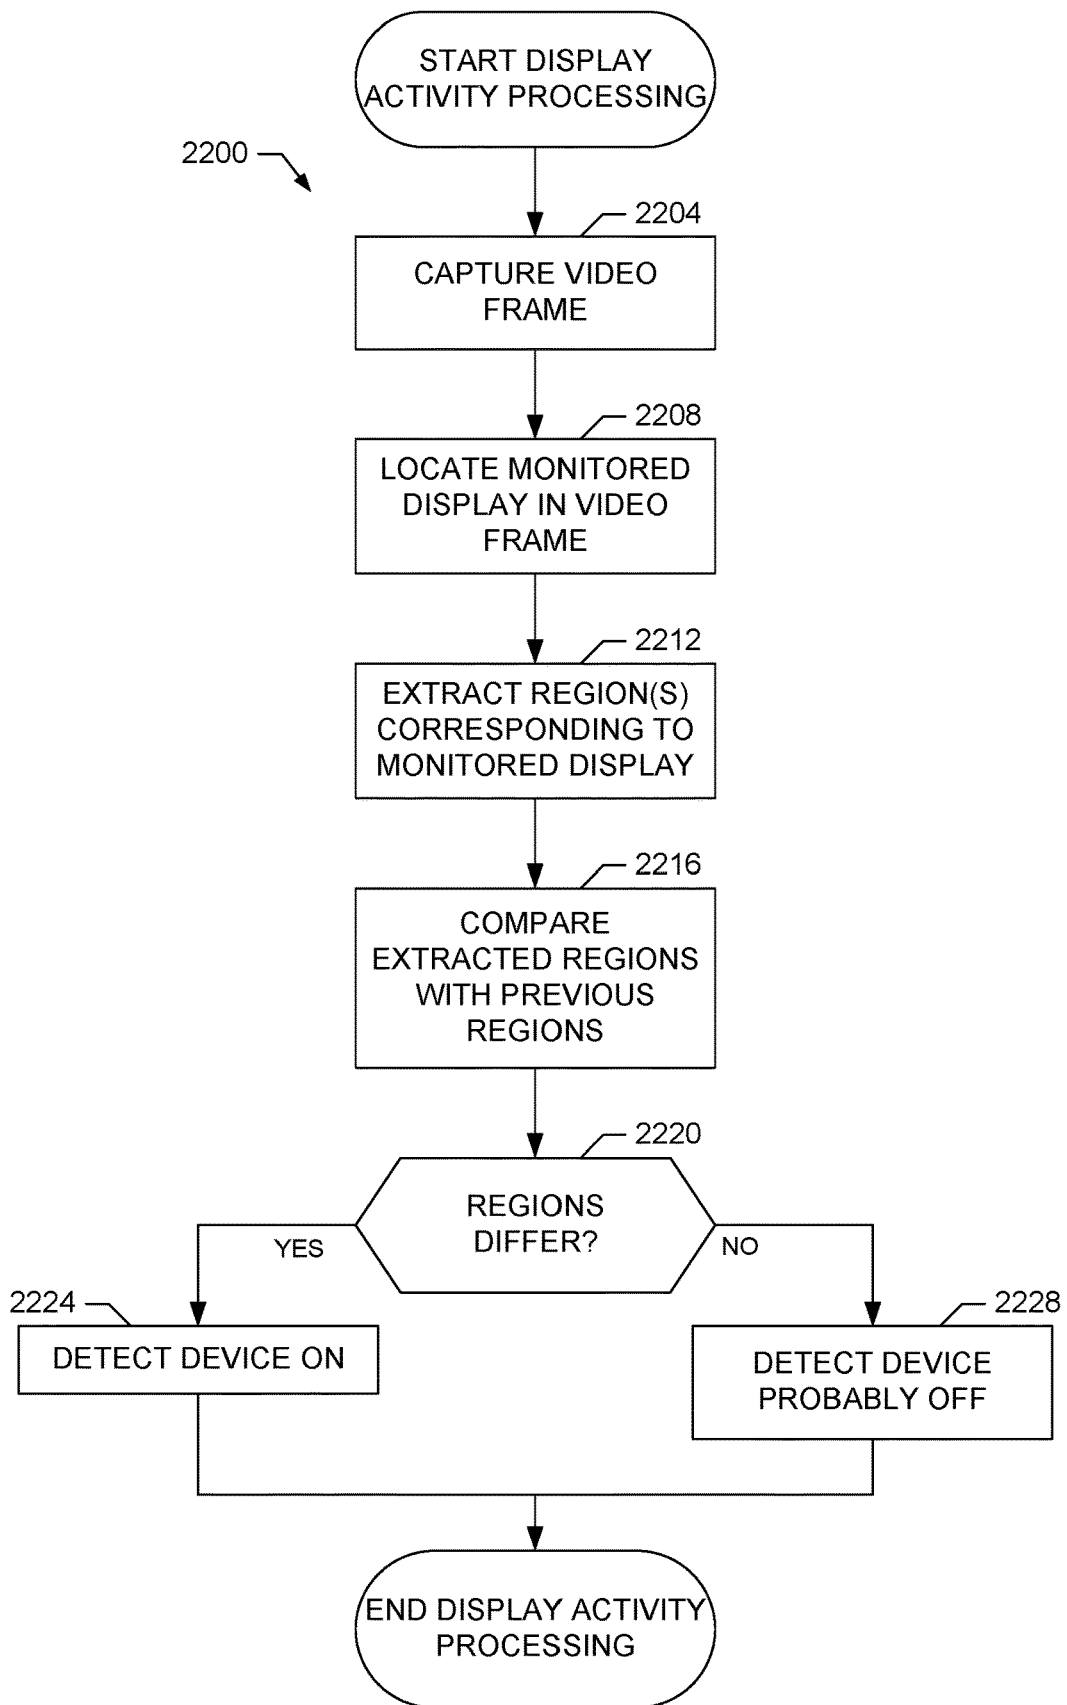 START DISPLAY
ACTIVITY PROCESSING
2200
2204
CAPTURE VIDEO
FRAME
2208
LOCATE MONITORED
DISPLAY IN VIDEO
FRAME
2212
EXTRACT REGION(S)
CORRESPONDING TO
MONITORED DISPLAY
2216
COMPARE
EXTRACTED REGIONS
WITH PREVIOUS
REGIONS
2220
REGIONS
DIFFER?
YES
NO
2224
DETECT DEVICE ON
2228
DETECT DEVICE
PROBABLY OFF
END DISPLAY ACTIVITY
PROCESSING